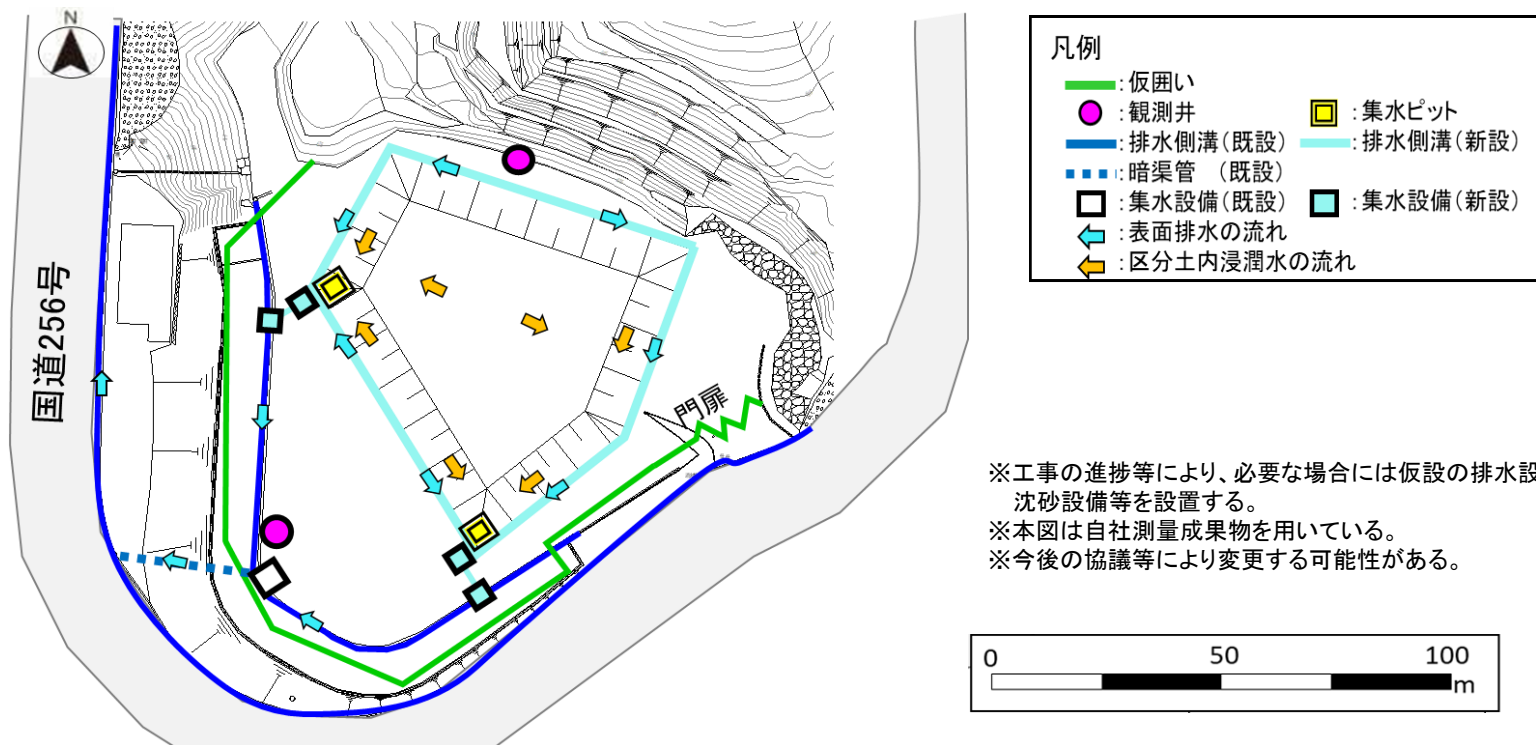 N
国道256号
門扉
凡例
:仮囲い
:観測井
:集水ピット
:排水側溝(既設)
:排水側溝(新設)
:暗渠管 (既設)
:集水設備(既設)
:集水設備(新設)
:表面排水の流れ
:区分土内浸潤水の流れ
※工事の進捗等により、必要な場合には仮設の排水設
沈砂設備等を設置する。
※本図は自社測量成果物を用いている。
※今後の協議等により変更する可能性がある。
0 50 100
m